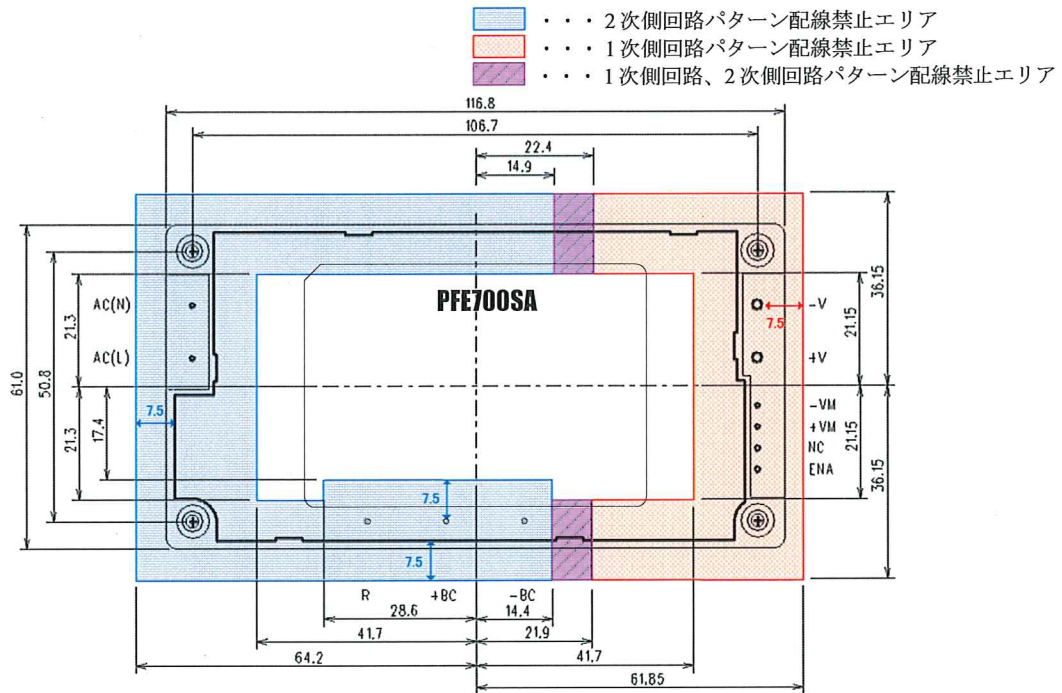 ・・・2次側回路パターン配線禁止エリア
・・・1次側回路パターン配線禁止エリア
・・・1次側回路、2次側回路パターン配線禁止エリア
116.8
106.7
22.4
14.9
PFE700SA
AC(N)
AC(L)
61.0
50.8
21.3
21.3
17.4
7.5
7.5
7.5
7.5
-V
+V
-VM
+VM
NC
ENA
21.15
21.15
36.15
36.15
R
+BC
-BC
28.6
14.4
41.7
21.9
64.2
41.7
61.85